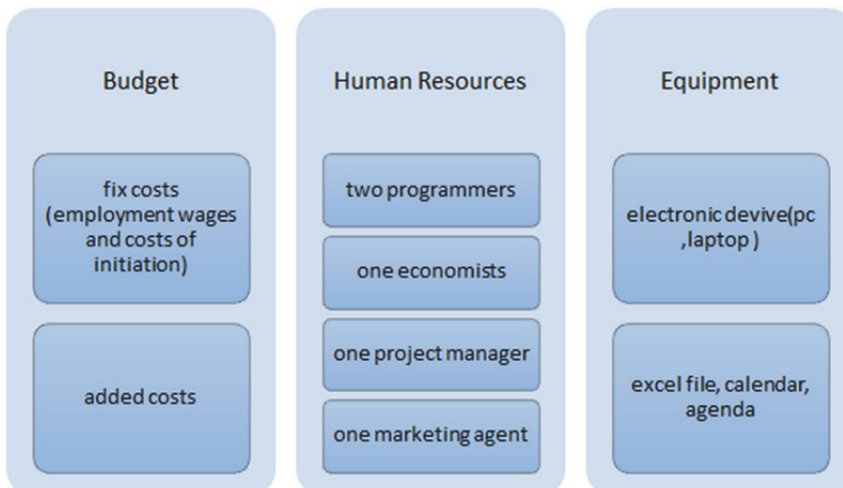 Budget
fix costs
(employment wages
and costs of
initiation)
added costs
Human Resources
two programmers
one economists
one project manager
one marketing agent
Equipment
electronic devive(pc
,laptop )
excel file, calendar,
agenda